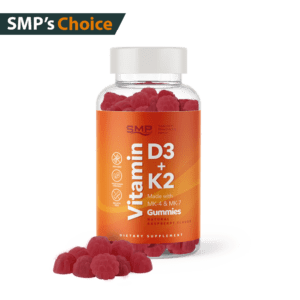 SMP's Choice
SMP
Vitamin
D3
+
K2
Made with
MK-4 & MK-7
Gummies
DIETARY SUPPLEMENT